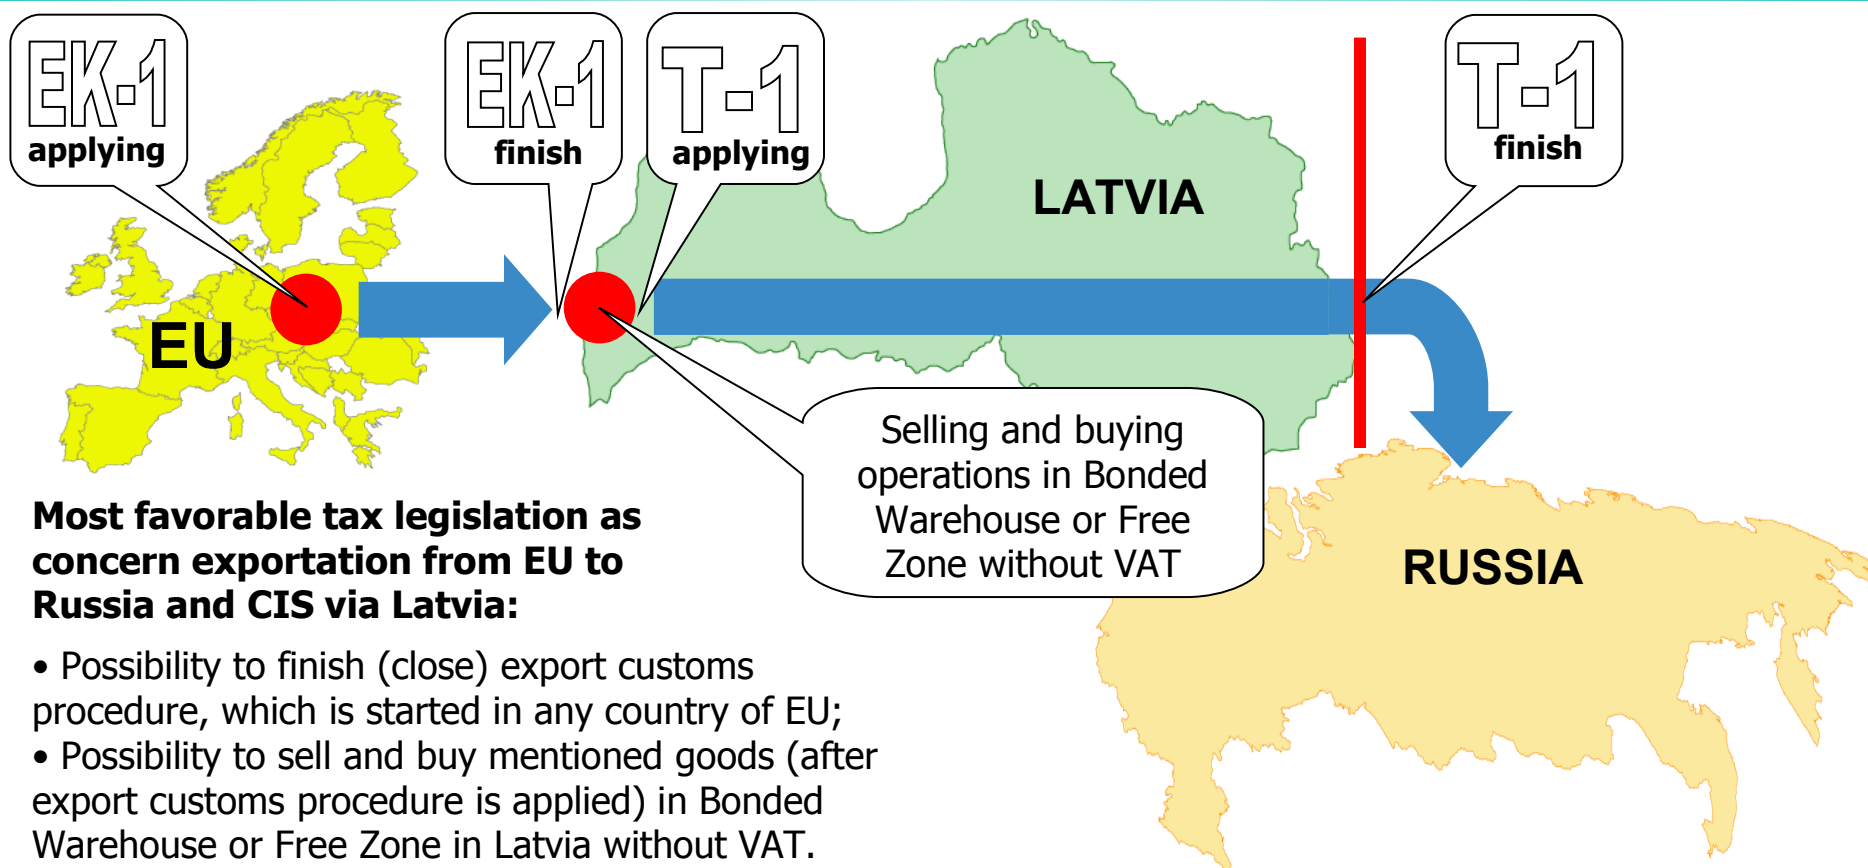 EK-1
applying
EK-1
finish
T-1
applying
T-1
finish
LATVIA
EU
Selling and buying
operations in Bonded
Warehouse or Free
Zone without VAT
RUSSIA
Most favorable tax legislation as
concern exportation from EU to
Russia and CIS via Latvia:
• Possibility to finish (close) export customs
procedure, which is started in any country of EU;
• Possibility to sell and buy mentioned goods (after
export customs procedure is applied) in Bonded
Warehouse or Free Zone in Latvia without VAT.